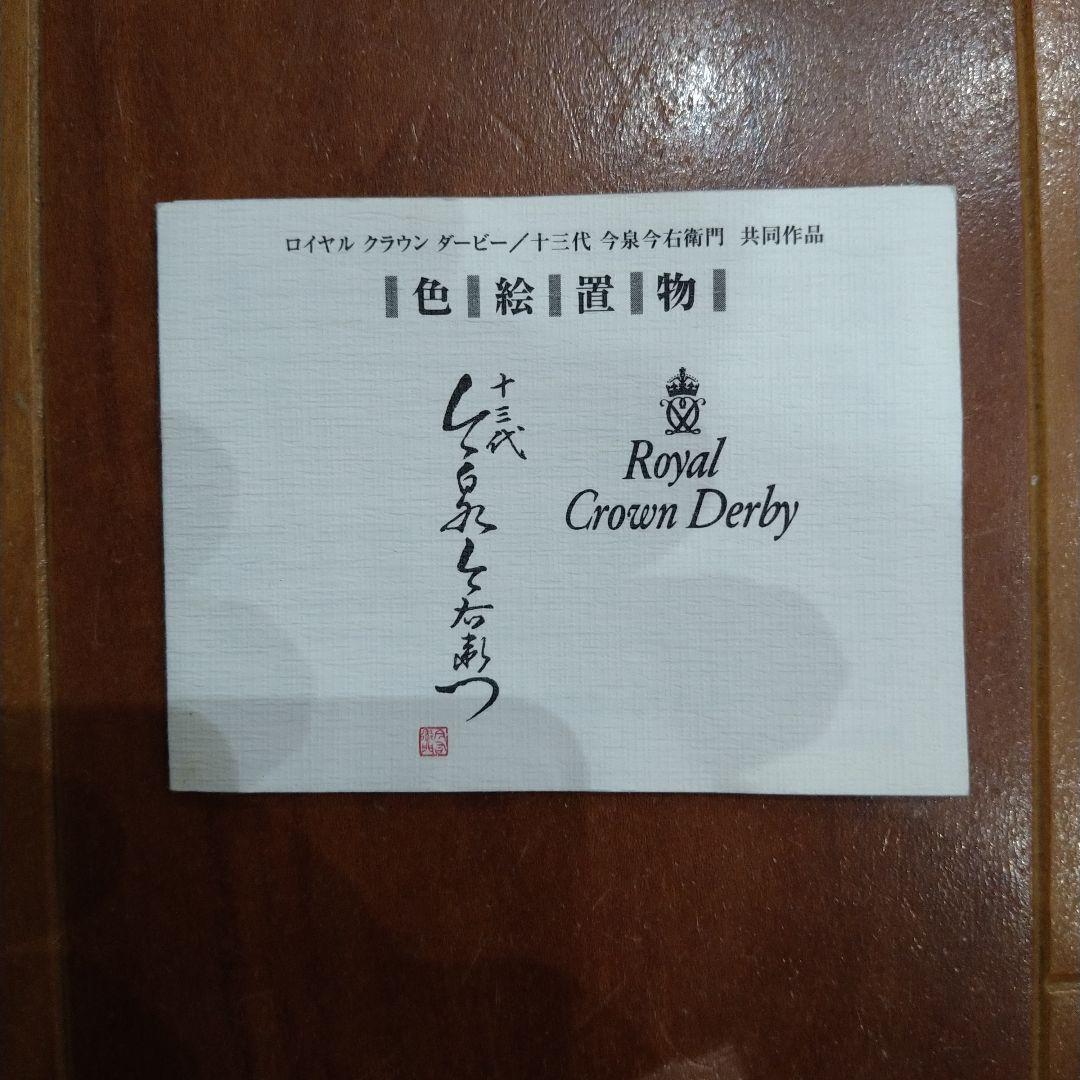 ロイヤル クラウン ダービー／十三代 今泉今右衛門 共同作品
色絵置物
十三代
今泉今右衛門
Royal
Crown Derby